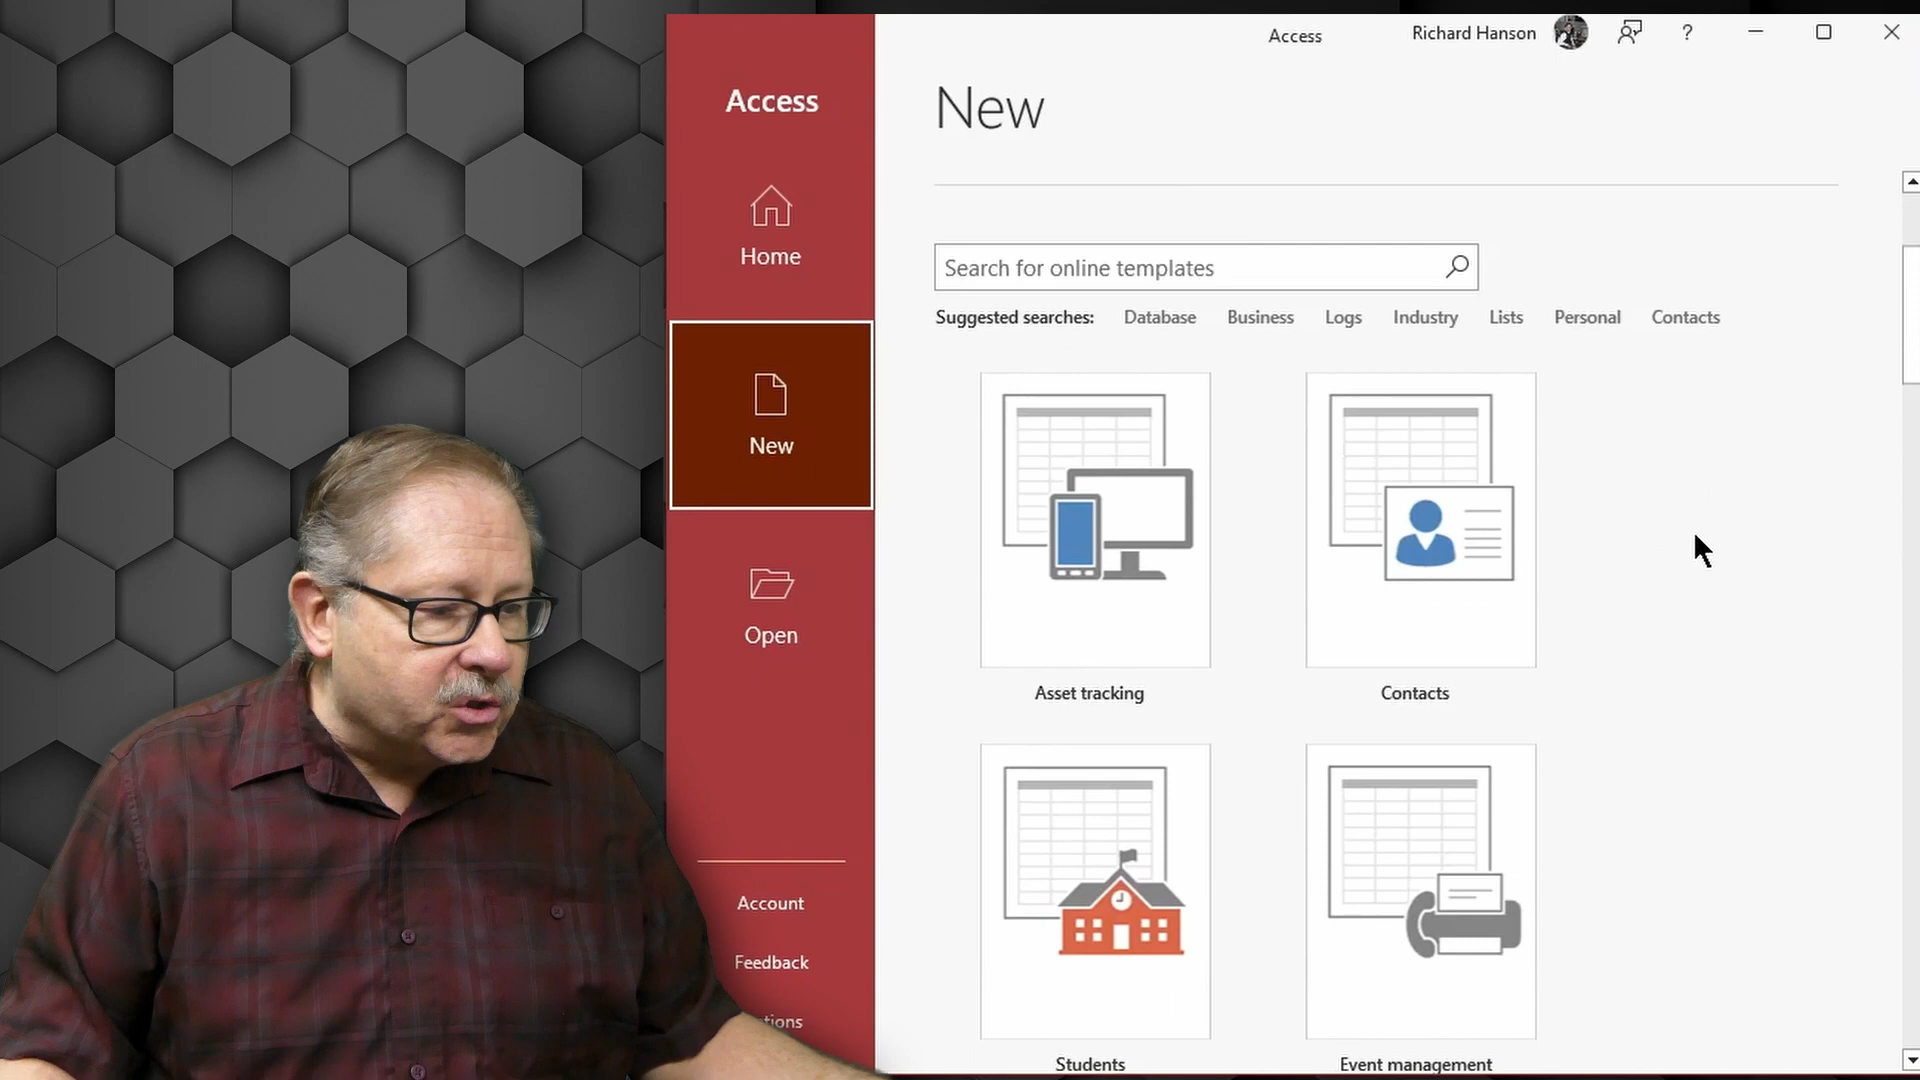 Access
Richard Hanson
?
Access
New
Home
Search for online templates
Suggested searches: Database Business Logs Industry Lists Personal Contacts
New
Open
Asset tracking
Contacts
Account
Feedback
Students
Event management